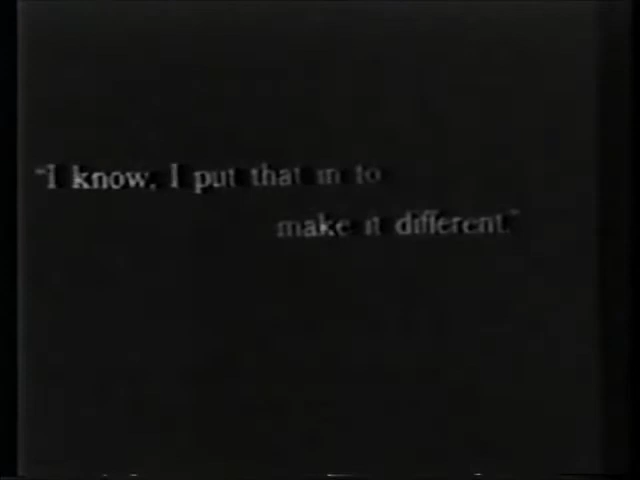 "I know, I put that in to
make it different."